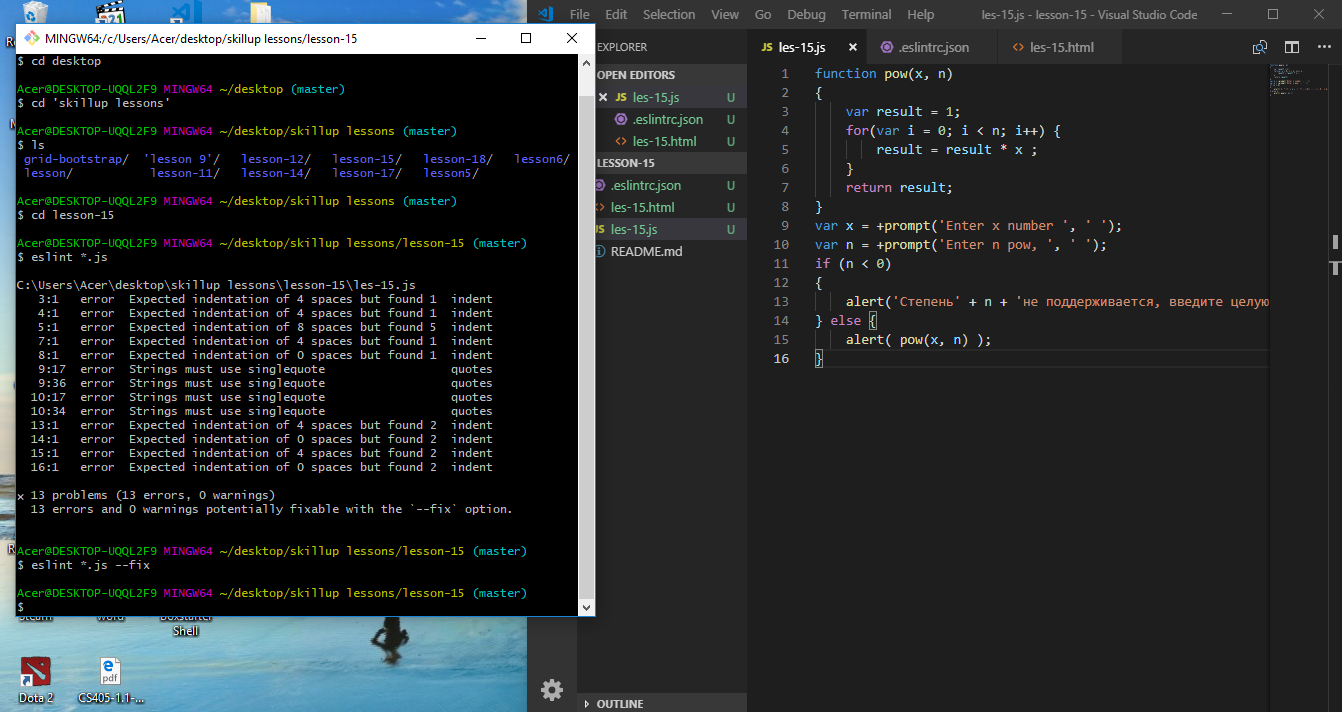 MINGW64:/c/Users/Acer/desktop/skillup lessons/lesson-15
$ cd desktop
Acer@DESKTOP-UQQL2F9 MINGW64 ~/desktop (master)
$ cd 'skillup lessons'
Acer@DESKTOP-UQQL2F9 MINGW64 ~/desktop/skillup lessons (master)
$ ls
grid-bootstrap/ 'lesson 9'/ lesson-12/ lesson-15/ lesson-18/ lesson6/
lesson/ lesson-11/ lesson-14/ lesson-17/ lesson5/
Acer@DESKTOP-UQQL2F9 MINGW64 ~/desktop/skillup lessons (master)
$ cd lesson-15
Acer@DESKTOP-UQQL2F9 MINGW64 ~/desktop/skillup lessons/lesson-15 (master)
$ eslint *.js
C:\Users\Acer\desktop\skillup lessons\lesson-15\les-15.js
3:1 error Expected indentation of 4 spaces but found 1 indent
4:1 error Expected indentation of 4 spaces but found 1 indent
5:1 error Expected indentation of 8 spaces but found 5 indent
7:1 error Expected indentation of 4 spaces but found 1 indent
8:1 error Expected indentation of 0 spaces but found 1 indent
9:17 error Strings must use singlequote quotes
9:36 error Strings must use singlequote quotes
10:17 error Strings must use singlequote quotes
10:34 error Strings must use singlequote quotes
13:1 error Expected indentation of 4 spaces but found 2 indent
14:1 error Expected indentation of 0 spaces but found 2 indent
15:1 error Expected indentation of 4 spaces but found 2 indent
16:1 error Expected indentation of 0 spaces but found 2 indent
x 13 problems (13 errors, 0 warnings)
13 errors and 0 warnings potentially fixable with the `--fix` option.
Acer@DESKTOP-UQQL2F9 MINGW64 ~/desktop/skillup lessons/lesson-15 (master)
$ eslint *.js --fix
Acer@DESKTOP-UQQL2F9 MINGW64 ~/desktop/skillup lessons/lesson-15 (master)
$
Shell
Dota 2
CS405-1.1-...
pdf
File Edit Selection View Go Debug Terminal Help
les-15.js - lesson-15 - Visual Studio Code
EXPLORER
OPEN EDITORS
JS les-15.js U
.eslintrc.json U
les-15.html U
LESSON-15
.eslintrc.json U
les-15.html U
JS les-15.js U
README.md
OUTLINE
JS les-15.js
.eslintrc.json
les-15.html
1 function pow(x, n)
2 {
3 var result = 1;
4 for(var i = 0; i < n; i++) {
5 result = result * x ;
6 }
7 return result;
8 }
9 var x = +prompt('Enter x number ', ' ');
10 var n = +prompt('Enter n pow, ', ' ');
11 if (n < 0)
12 {
13 alert('Степень' + n + 'не поддерживается, введите целую
14 } else {
15 alert( pow(x, n) );
16 }